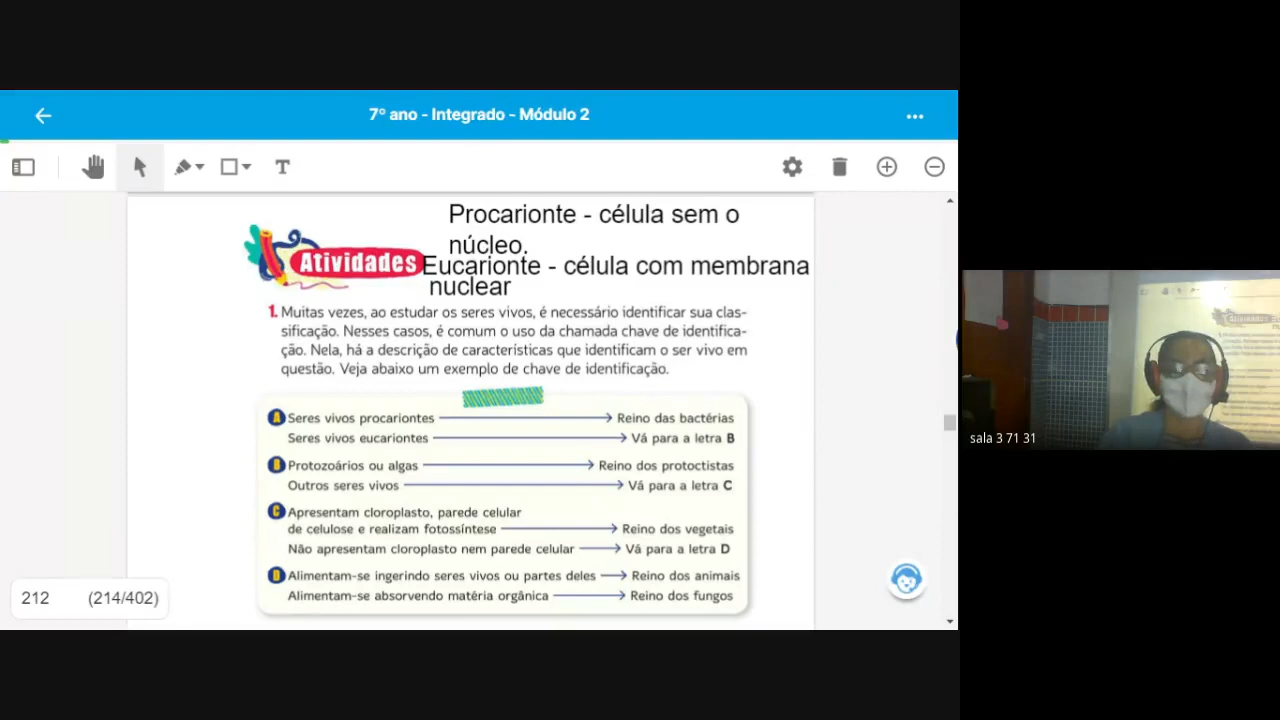 7º ano - Integrado - Módulo 2
T
Procarionte - célula sem o
núcleo.
Atividades
Eucarionte - célula com membrana
nuclear
1. Muitas vezes, ao estudar os seres vivos, é necessário identificar sua clas-
sificação. Nesses casos, é comum o uso da chamada chave de identifica-
ção. Nela, há a descrição de características que identificam o ser vivo em
questão. Veja abaixo um exemplo de chave de identificação.
A Seres vivos procariontes Reino das bactérias
Seres vivos eucariontes Vá para a letra B
B Protozoários ou algas Reino dos protoctistas
Outros seres vivos Vá para a letra C
C Apresentam cloroplasto, parede celular
de celulose e realizam fotossíntese Reino dos vegetais
Não apresentam cloroplasto nem parede celular Vá para a letra D
D Alimentam-se ingerindo seres vivos ou partes deles Reino dos animais
Alimentam-se absorvendo matéria orgânica Reino dos fungos
212 (214/402)
sala 3 71 31